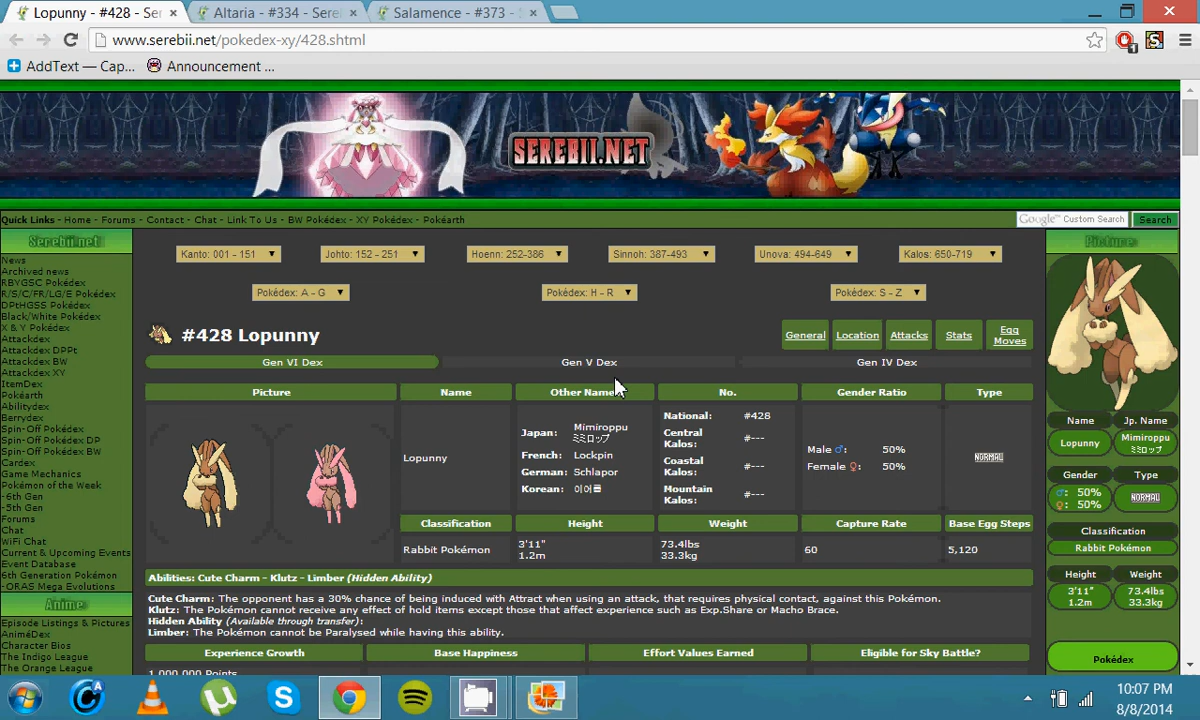 Lopunny - #428 - Ser
Altaria - #334 - Sere
Salamence - #373 -
www.serebii.net/pokedex-xy/428.shtml
AddText — Cap...
Announcement ...
SEREBII.NET
Quick Links - Home - Forums - Contact - Chat - Link To Us - BW Pokédex - XY Pokédex - Pokéarth
Google™ Custom Search
Search
Serebii.net
News
Archived news
RBYGSC Pokédex
R/S/C/FR/LG/E Pokédex
DPtHGSS Pokédex
Black/White Pokédex
X & Y Pokédex
Attackdex
Attackdex DPPt
Attackdex BW
Attackdex XY
ItemDex
Pokéarth
Abilitydex
Berrydex
Spin-Off Pokédex
Spin-Off Pokédex DP
Spin-Off Pokédex BW
Cardex
Game Mechanics
Pokémon of the Week
-6th Gen
-5th Gen
Forums
Chat
WiFi Chat
Current & Upcoming Events
Event Database
6th Generation Pokémon
-ORAS Mega Evolutions
Anime
Episode Listings & Pictures
AniméDex
Character Bios
The Indigo League
The Orange League
Kanto: 001 - 151
Johto: 152 - 251
Hoenn: 252-386
Sinnoh: 387-493
Unova: 494-649
Kalos: 650-719
Pokédex: A - G
Pokédex: H - R
Pokédex: S - Z
#428 Lopunny
General
Location
Attacks
Stats
Egg Moves
Gen VI Dex
Gen V Dex
Gen IV Dex
Picture
Name
Other Name
No.
Gender Ratio
Type
Lopunny
Japan: Mimiroppu
ミミロップ
French: Lockpin
German: Schlapor
Korean: 이어롭
National: #428
Central Kalos: #---
Coastal Kalos: #---
Mountain Kalos: #---
Male ♂: 50%
Female ♀: 50%
NORMAL
Classification
Height
Weight
Capture Rate
Base Egg Steps
Rabbit Pokémon
3'11"
1.2m
73.4lbs
33.3kg
60
5,120
Abilities: Cute Charm - Klutz - Limber (Hidden Ability)
Cute Charm: The opponent has a 30% chance of being induced with Attract when using an attack, that requires physical contact, against this Pokémon.
Klutz: The Pokémon cannot receive any effect of hold items except those that affect experience such as Exp.Share or Macho Brace.
Hidden Ability (Available through transfer):
Limber: The Pokémon cannot be Paralysed while having this ability.
Experience Growth
Base Happiness
Effort Values Earned
Eligible for Sky Battle?
1,000,000 Points
Picture
Name
Jp. Name
Lopunny
Mimiroppu
ミミロップ
Gender
Type
♂: 50%
♀: 50%
NORMAL
Classification
Rabbit Pokémon
Height
Weight
3'11"
1.2m
73.4lbs
33.3kg
Pokédex
10:07 PM
8/8/2014